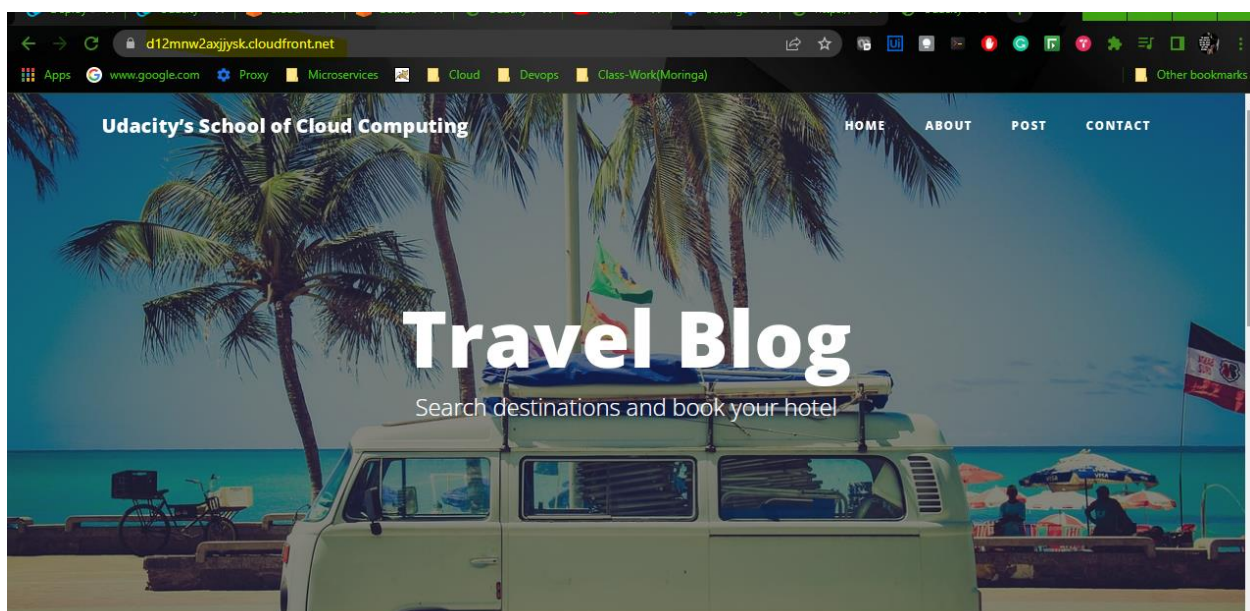 d12mnw2axjjysk.cloudfront.net
Apps www.google.com Proxy Microservices Cloud Devops Class-Work(Moringa) Other bookmarks
Udacity’s School of Cloud Computing HOME ABOUT POST CONTACT
Travel Blog
Search destinations and book your hotel
VISA